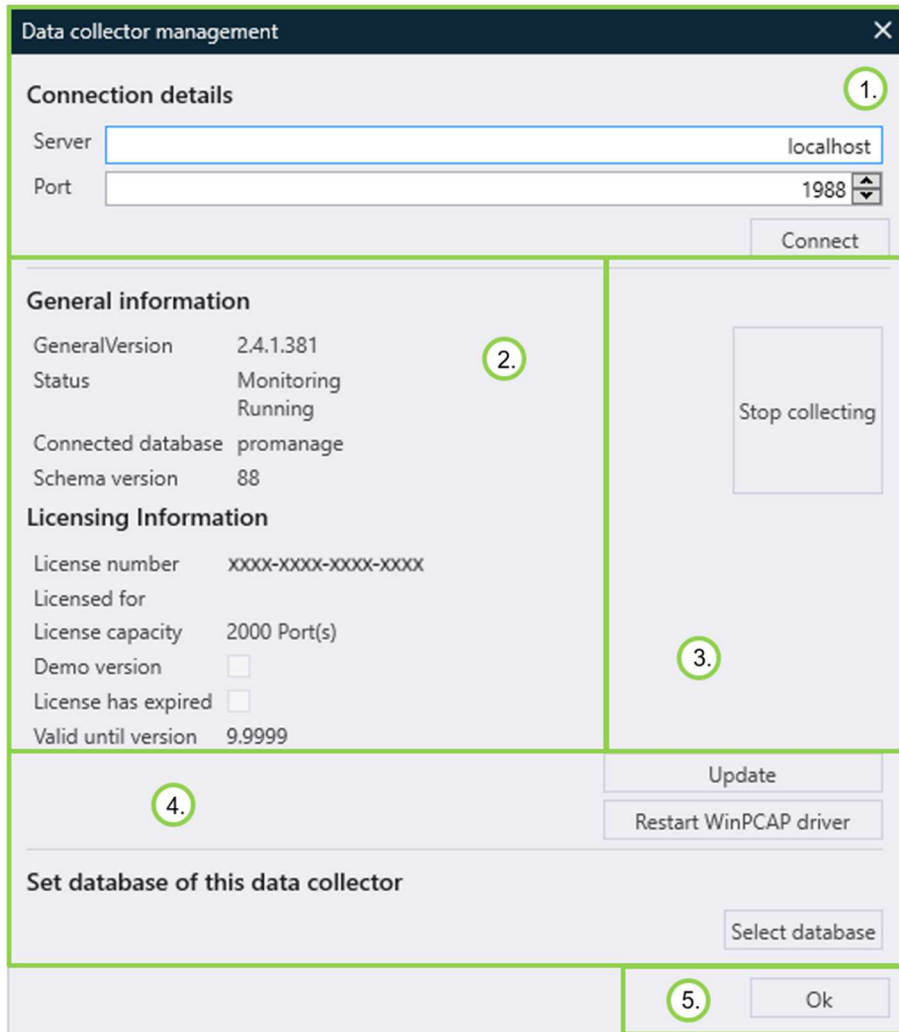 Data collector management
Connection details
1.
Server localhost
Port 1988
Connect
General information
GeneralVersion 2.4.1.381
2.
Status Monitoring
Running
Stop collecting
Connected database promanage
Schema version 88
Licensing Information
License number xxxx-xxxx-xxxx-xxxx
Licensed for
License capacity 2000 Port(s)
3.
Demo version
License has expired
Valid until version 9.9999
Update
4.
Restart WinPCAP driver
Set database of this data collector
Select database
5.
Ok